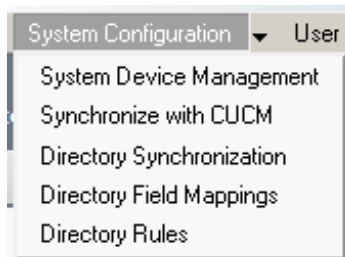 System Configuration User
System Device Management
Synchronize with CUCM
Directory Synchronization
Directory Field Mappings
Directory Rules